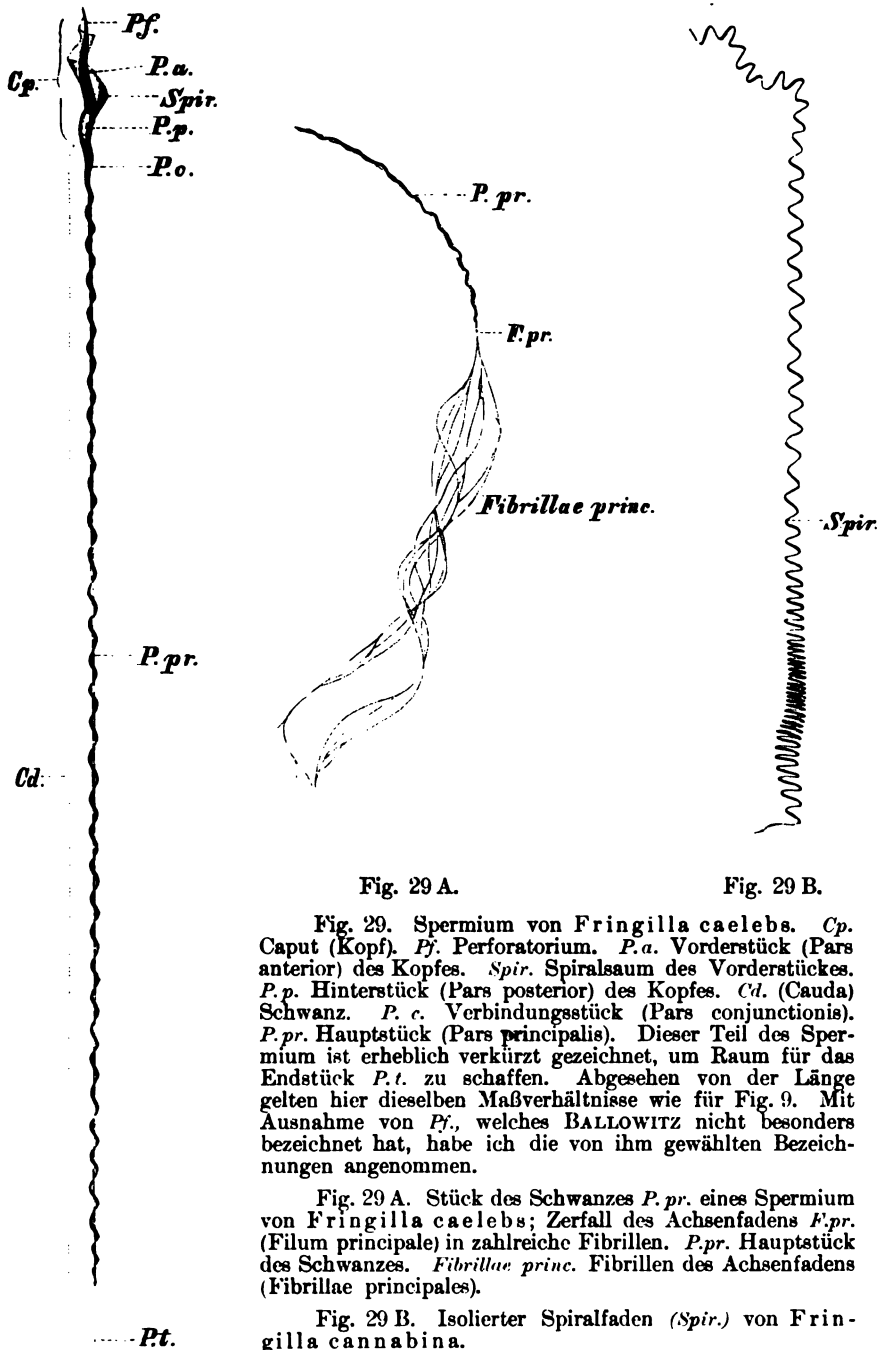 Pf.
Cp.
P.a.
Spir.
P.p.
P.c.
P.pr.
F.pr.
Fibrillae princ.
Spir.
P.pr.
Cd.
Fig. 29 A.
Fig. 29 B.
Fig. 29. Spermium von Fringilla caelebs. Cp.
Caput (Kopf). Pf. Perforatorium. P.a. Vorderstück (Pars
anterior) des Kopfes. Spir. Spiralsaum des Vorderstückes.
P.p. Hinterstück (Pars posterior) des Kopfes. Cd. (Cauda)
Schwanz. P. c. Verbindungsstück (Pars conjunctionis).
P.pr. Hauptstück (Pars principalis). Dieser Teil des Sper-
mium ist erheblich verkürzt gezeichnet, um Raum für das
Endstück P.t. zu schaffen. Abgesehen von der Länge
gelten hier dieselben Maßverhältnisse wie für Fig. 9. Mit
Ausnahme von Pf., welches BALLOWITZ nicht besonders
bezeichnet hat, habe ich die von ihm gewählten Bezeich-
nungen angenommen.
Fig. 29 A. Stück des Schwanzes P.pr. eines Spermium
von Fringilla caelebs; Zerfall des Achsenfadens F.pr.
(Filum principale) in zahlreiche Fibrillen. P.pr. Hauptstück
des Schwanzes. Fibrillae princ. Fibrillen des Achsenfadens
(Fibrillae principales).
Fig. 29 B. Isolierter Spiralfaden (Spir.) von Frin-
gilla cannabina.
P.t.